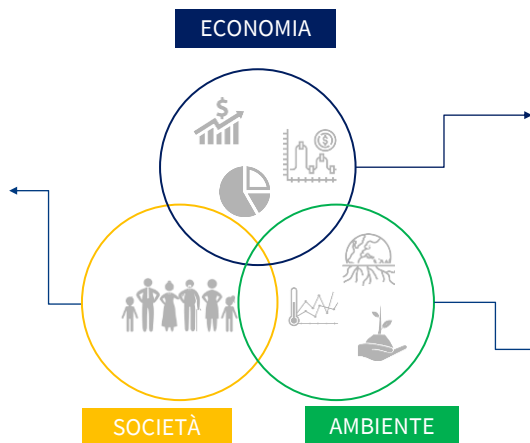 ECONOMIA
$
$
SOCIETÀ
AMBIENTE